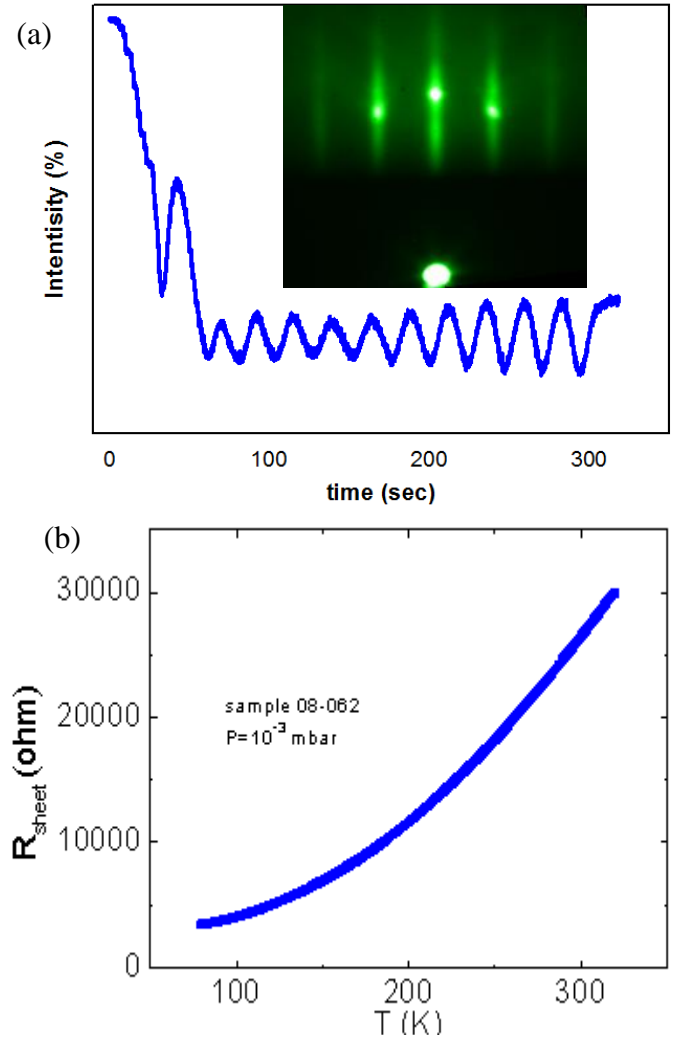 (a)
Intentisity (%)
0 100 200 300
time (sec)
(b)
30000
20000
10000
0
R_sheet (ohm)
sample 08-062
P=10^-3 mbar
100 200 300
T (K)